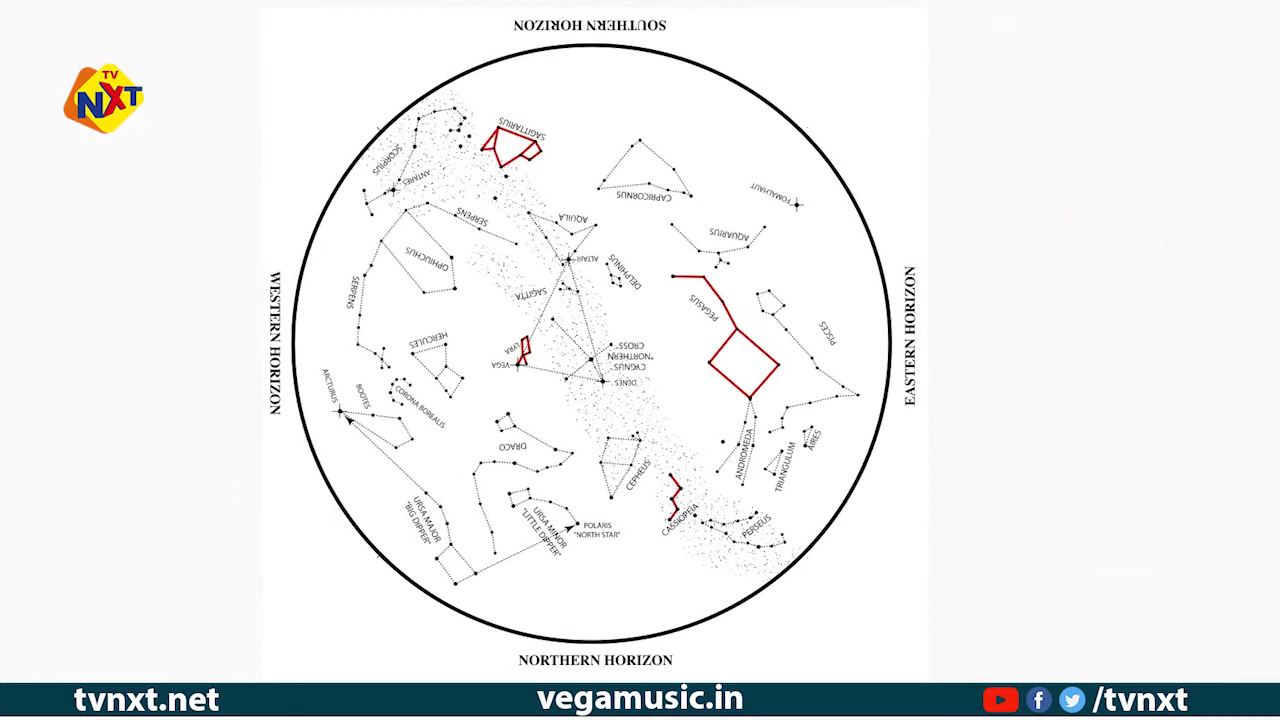 SOUTHERN HORIZON
TV
NXT
SAGITTARIUS
SCORPIUS
ANTARES
CAPRICORNUS
FOMALHAUT
SERPENS
AQUILA
AQUARIUS
OPHIUCHUS
ALTAIR
DELPHINUS
SERPENS
SAGITTA
PEGASUS
PISCES
WESTERN HORIZON
EASTERN HORIZON
HERCULES
LYRA
VEGA
CYGNUS
"NORTHERN
CROSS"
DENES
ARCTURUS
BOOTES
CORONA BOREALIS
DRACO
CEPHEUS
ANDROMEDA
TRIANGULUM
AIRES
URSA MAJOR
"BIG DIPPER"
URSA MINOR
"LITTLE DIPPER"
POLARIS
"NORTH STAR"
CASSIOPEIA
PERSEUS
NORTHERN HORIZON
tvnxt.net
vegamusic.in
/tvnxt